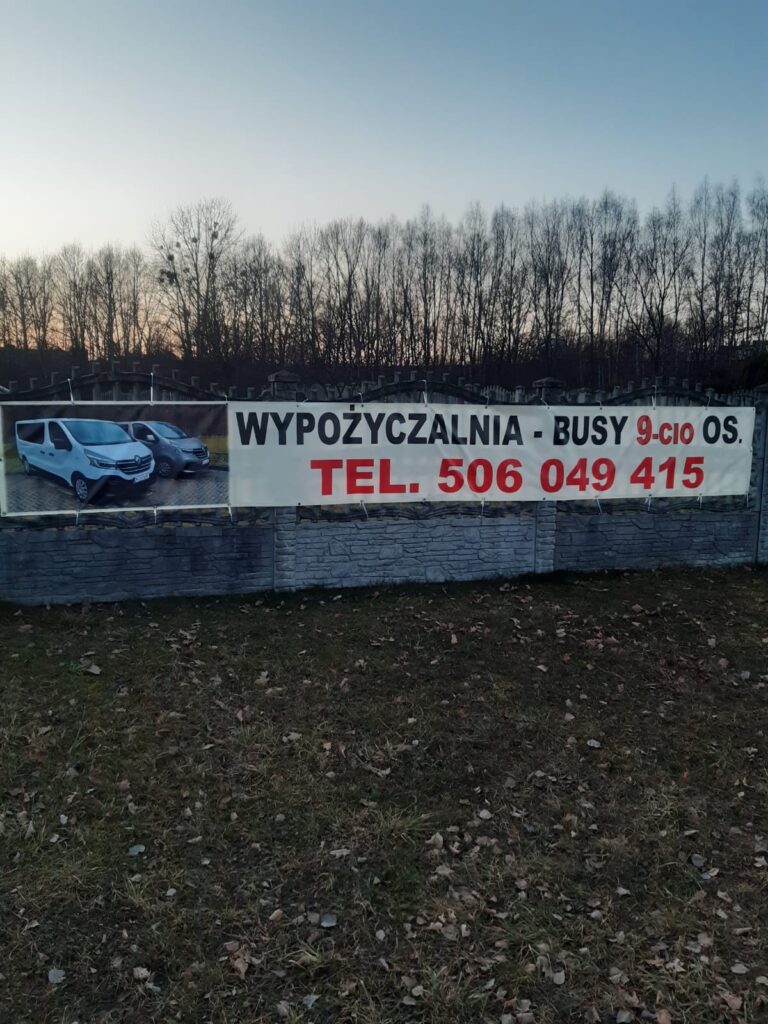 WYPOŻYCZALNIA - BUSY 9-cio OS.
TEL. 506 049 415